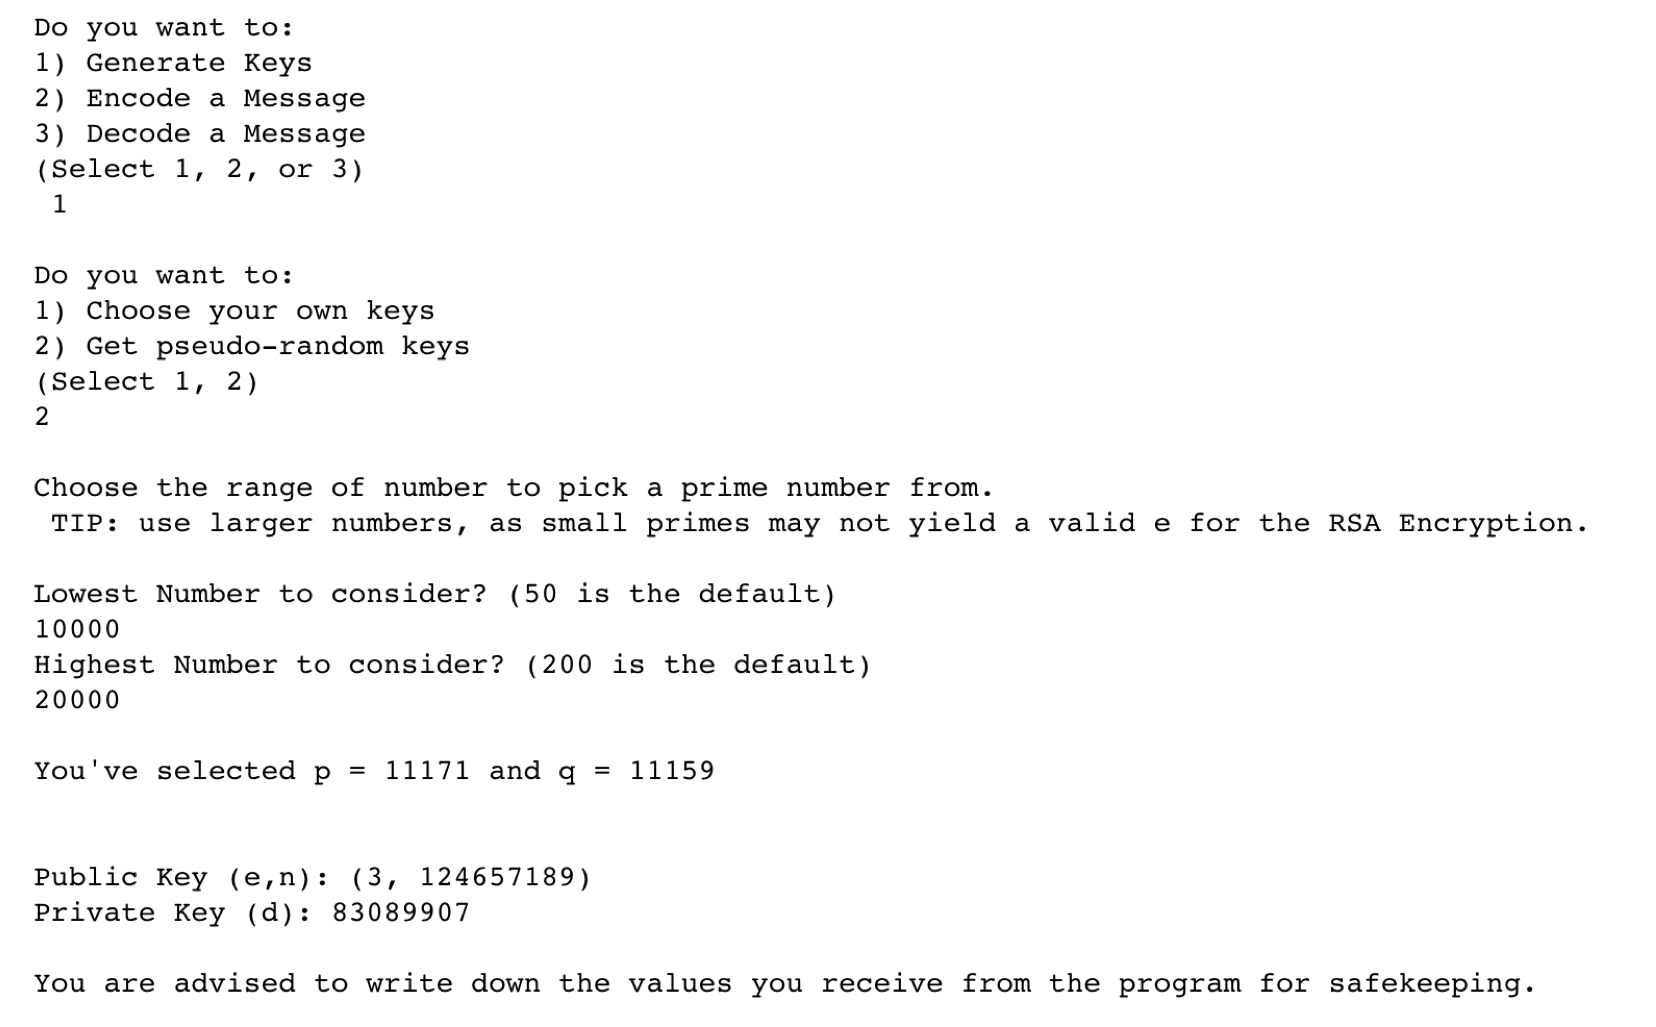 Do you want to:
1) Generate Keys
2) Encode a Message
3) Decode a Message
(Select 1, 2, or 3)
1
Do you want to:
1) Choose your own keys
2) Get pseudo-random keys
(Select 1, 2)
2
Choose the range of number to pick a prime number from.
TIP: use larger numbers, as small primes may not yield a valid e for the RSA Encryption.
Lowest Number to consider? (50 is the default)
10000
Highest Number to consider? (200 is the default)
20000
You've selected p = 11171 and q = 11159
Public Key (e,n): (3, 124657189)
Private Key (d): 83089907
You are advised to write down the values you receive from the program for safekeeping.